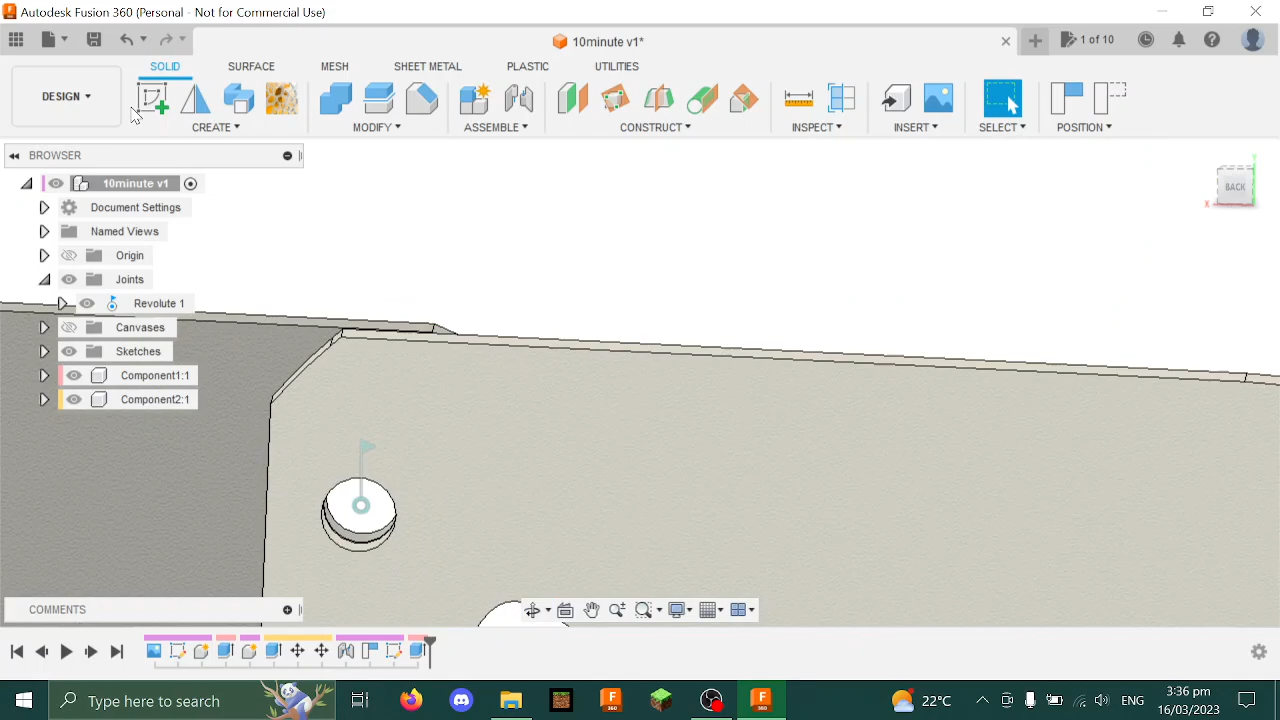 Autodesk Fusion 360 (Personal - Not for Commercial Use)
10minute v1*
1 of 10
SOLID SURFACE MESH SHEET METAL PLASTIC UTILITIES
DESIGN
CREATE MODIFY ASSEMBLE CONSTRUCT INSPECT INSERT SELECT POSITION
BROWSER
10minute v1
Document Settings
Named Views
Origin
Joints
Revolute 1
Canvases
Sketches
Component1:1
Component2:1
BACK
X
Y
COMMENTS
Type here to search
22°C
ENG
3:36 pm
16/03/2023